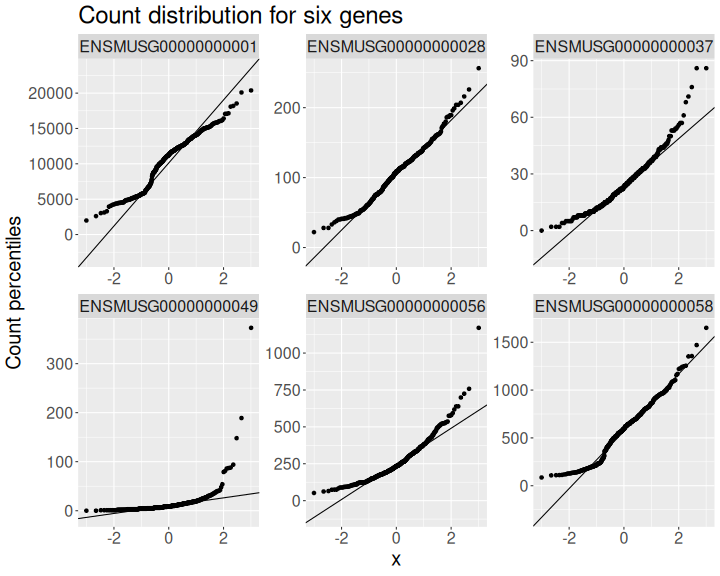 Count distribution for six genes
ENSMUSG00000000001
ENSMUSG00000000028
ENSMUSG00000000037
20000
15000
10000
5000
0
-2 0 2
200
100
0
-2 0 2
90
60
30
0
-2 0 2
Count percentiles
ENSMUSG00000000049
ENSMUSG00000000056
ENSMUSG00000000058
300
200
100
0
-2 0 2
1000
750
500
250
0
-2 0 2
1500
1000
500
0
-2 0 2
x